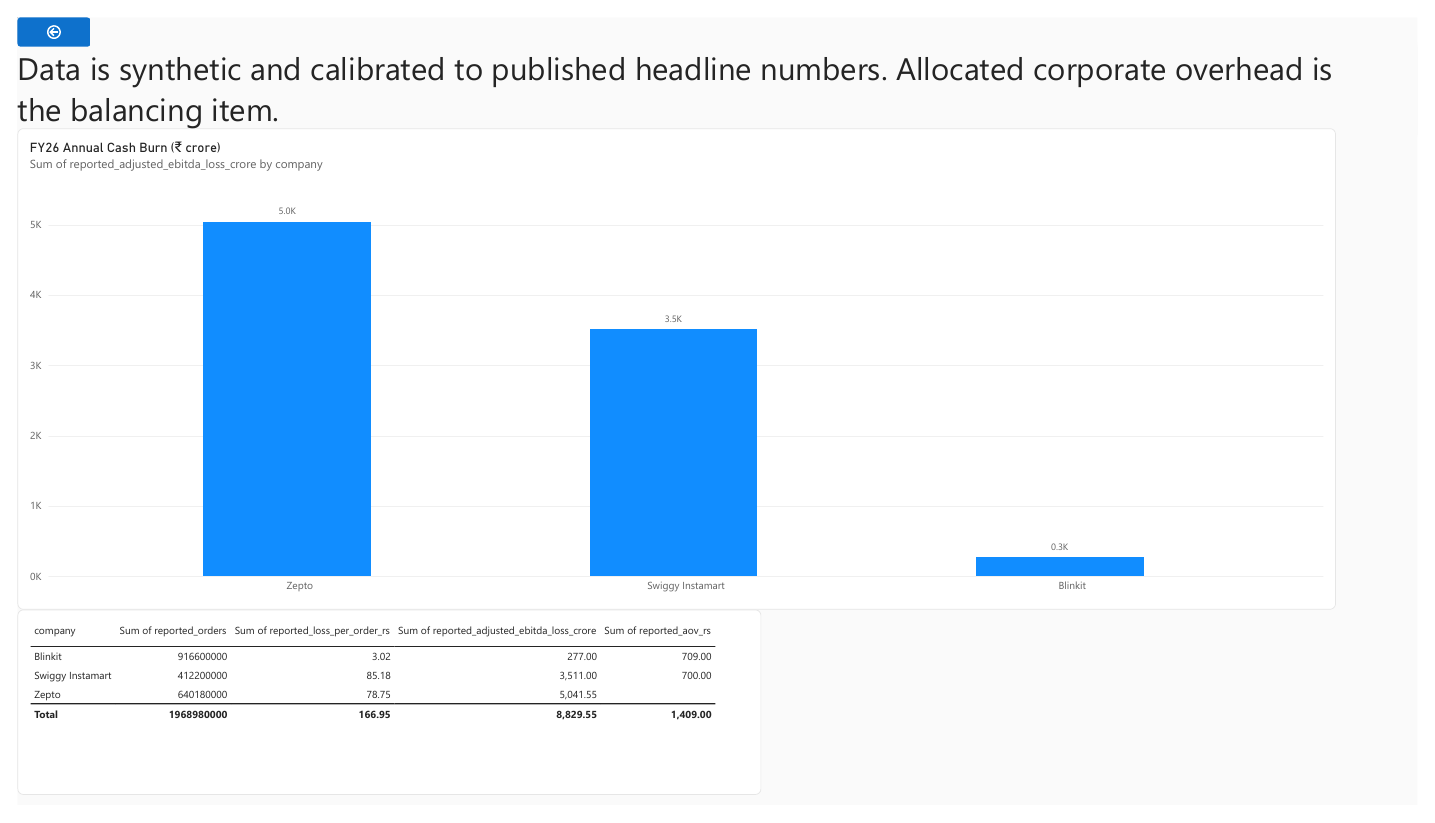 Data is synthetic and calibrated to published headline numbers. Allocated corporate overhead is
the balancing item.
FY26 Annual Cash Burn (₹ crore)
Sum of reported_adjusted_ebitda_loss_crore by company
5K
4K
3K
2K
1K
0K
5.0K
3.5K
0.3K
Zepto
Swiggy Instamart
Blinkit
company Sum of reported_orders Sum of reported_loss_per_order_rs Sum of reported_adjusted_ebitda_loss_crore Sum of reported_aov_rs
Blinkit 916600000 3.02 277.00 709.00
Swiggy Instamart 412200000 85.18 3,511.00 700.00
Zepto 640180000 78.75 5,041.55
Total 1968980000 166.95 8,829.55 1,409.00